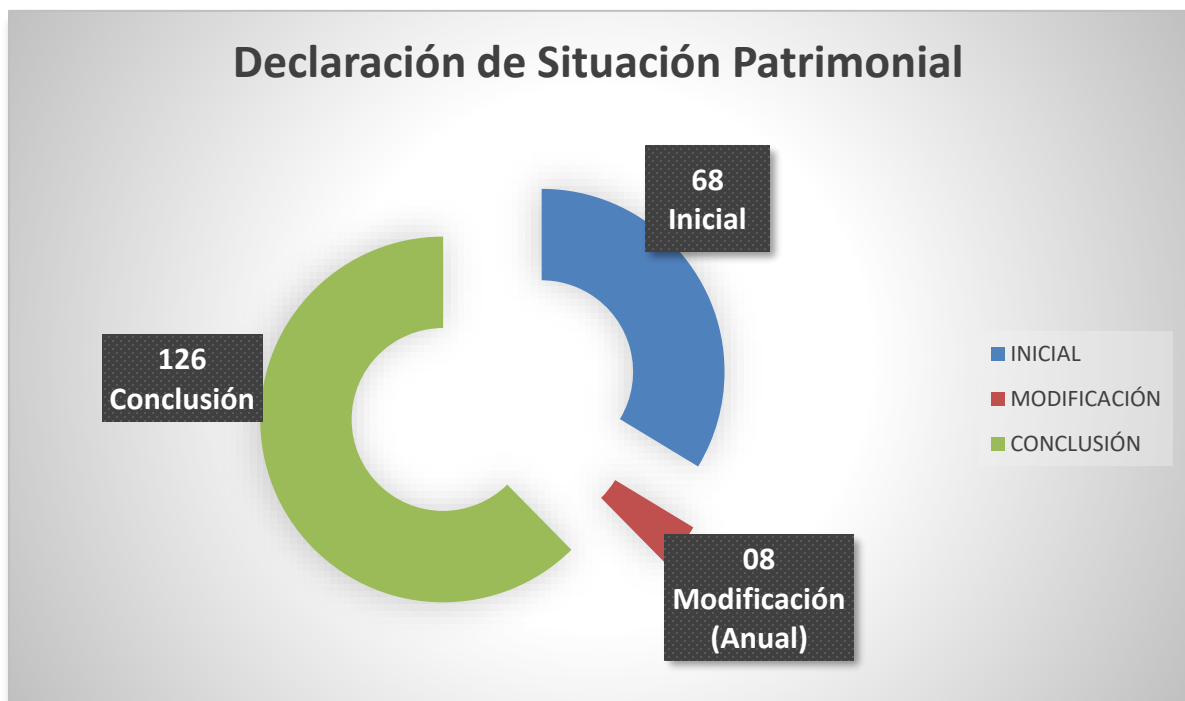 Declaración de Situación Patrimonial
68
Inicial
126
Conclusión
08
Modificación
(Anual)
INICIAL
MODIFICACIÓN
CONCLUSIÓN